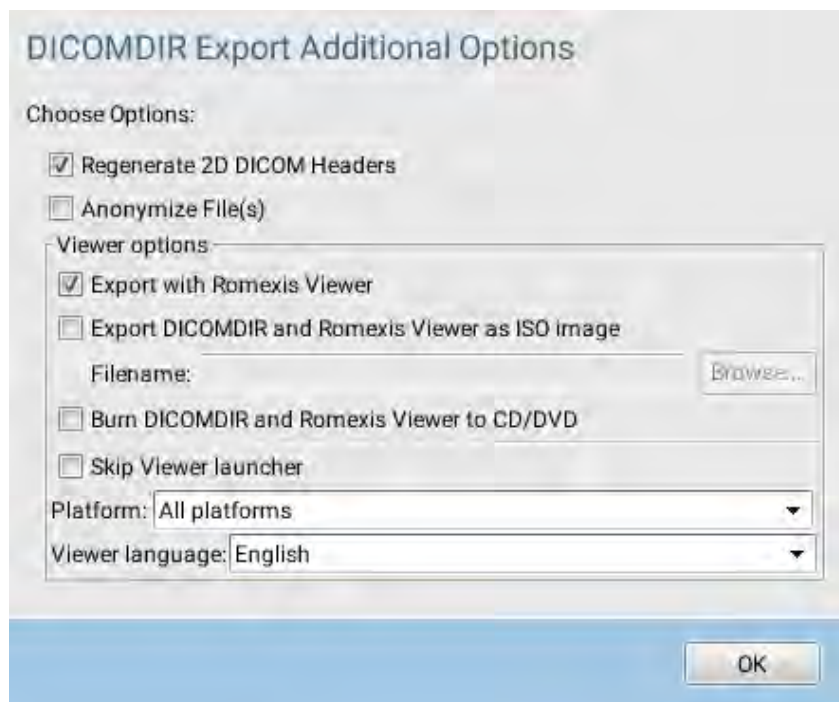 DICOMDIR Export Additional Options
Choose Options:
Regenerate 2D DICOM Headers
Anonymize File(s)
Viewer options
Export with Romexis Viewer
Export DICOMDIR and Romexis Viewer as ISO image
Filename:
Browse...
Burn DICOMDIR and Romexis Viewer to CD/DVD
Skip Viewer launcher
Platform: All platforms
Viewer language: English
OK